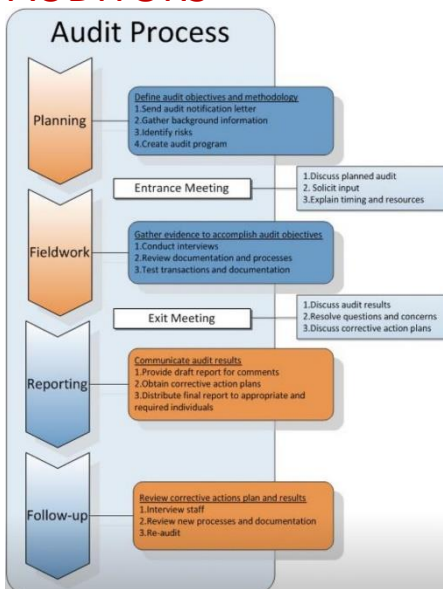 Audit Process
Planning
Define audit objectives and methodology
1.Send audit notification letter
2.Gather background information
3.Identify risks
4.Create audit program
Entrance Meeting
1.Discuss planned audit
2. Solicit input
3.Explain timing and resources
Fieldwork
Gather evidence to accomplish audit objectives
1.Conduct interviews
2.Review documentation and processes
3.Test transactions and documentation
Exit Meeting
1.Discuss audit results
2.Resolve questions and concerns
3.Discuss corrective action plans
Reporting
Communicate audit results
1.Provide draft report for comments
2.Obtain corrective action plans
3.Distribute final report to appropriate and
required individuals
Follow-up
Review corrective actions plan and results
1.Interview staff
2.Review new processes and documentation
3.Re-audit